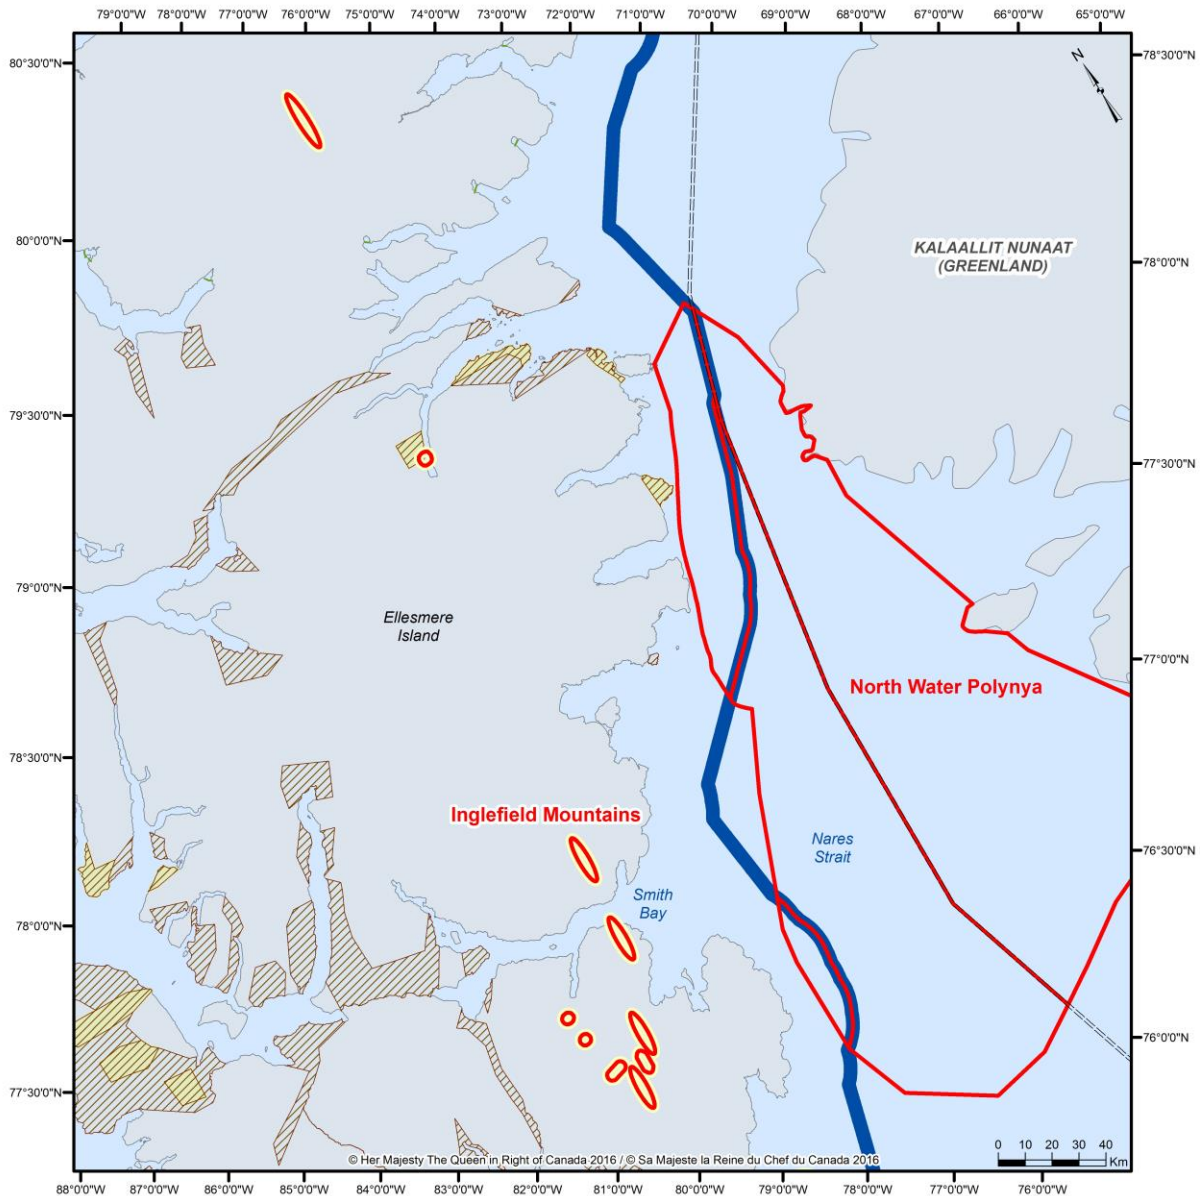 79°0'0"W 78°0'0"W 77°0'0"W 76°0'0"W 75°0'0"W 74°0'0"W 73°0'0"W 72°0'0"W 71°0'0"W 70°0'0"W 69°0'0"W 68°0'0"W 67°0'0"W 66°0'0"W 65°0'0"W
80°30'0"N
78°30'0"N
N
80°0'0"N
KALAALLIT NUNAAT
(GREENLAND)
78°0'0"N
79°30'0"N
77°30'0"N
79°0'0"N
Ellesmere
Island
77°0'0"N
North Water Polynya
78°30'0"N
Inglefield Mountains
Nares
Strait
76°30'0"N
Smith
Bay
78°0'0"N
76°0'0"N
77°30'0"N
0 10 20 30 40
Km
© Her Majesty The Queen in Right of Canada 2016 / © Sa Majeste la Reine du Chef du Canada 2016
88°0'0"W 87°0'0"W 86°0'0"W 85°0'0"W 84°0'0"W 83°0'0"W 82°0'0"W 81°0'0"W 80°0'0"W 79°0'0"W 78°0'0"W 77°0'0"W 76°0'0"W 75°0'0"W